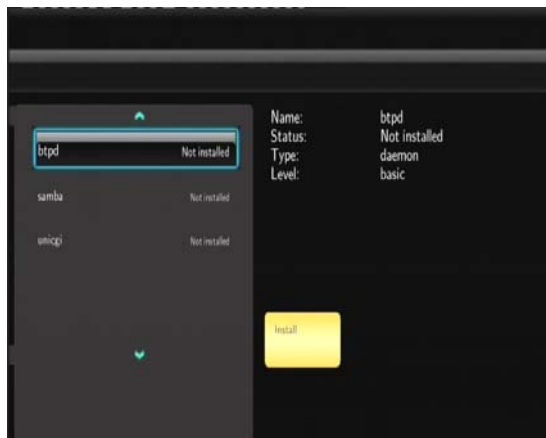 btpd Not installed
samba Not installed
unicgi Not installed
Name: btpd
Status: Not installed
Type: daemon
Level: basic
Install